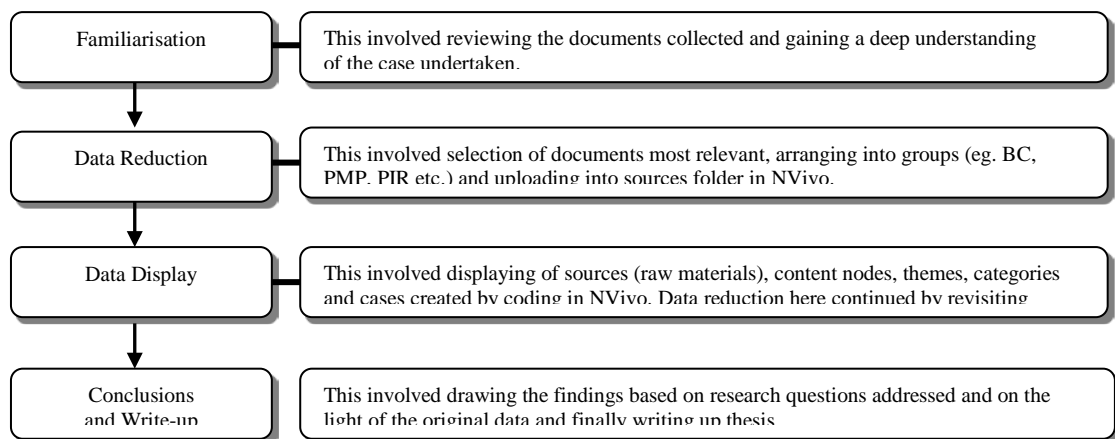 Familiarisation
This involved reviewing the documents collected and gaining a deep understanding
of the case undertaken.
Data Reduction
This involved selection of documents most relevant, arranging into groups (eg. BC,
PMP, PIR etc.) and uploading into sources folder in NVivo.
Data Display
This involved displaying of sources (raw materials), content nodes, themes, categories
and cases created by coding in NVivo. Data reduction here continued by revisiting
Conclusions
and Write-up
This involved drawing the findings based on research questions addressed and on the
light of the original data and finally writing up thesis